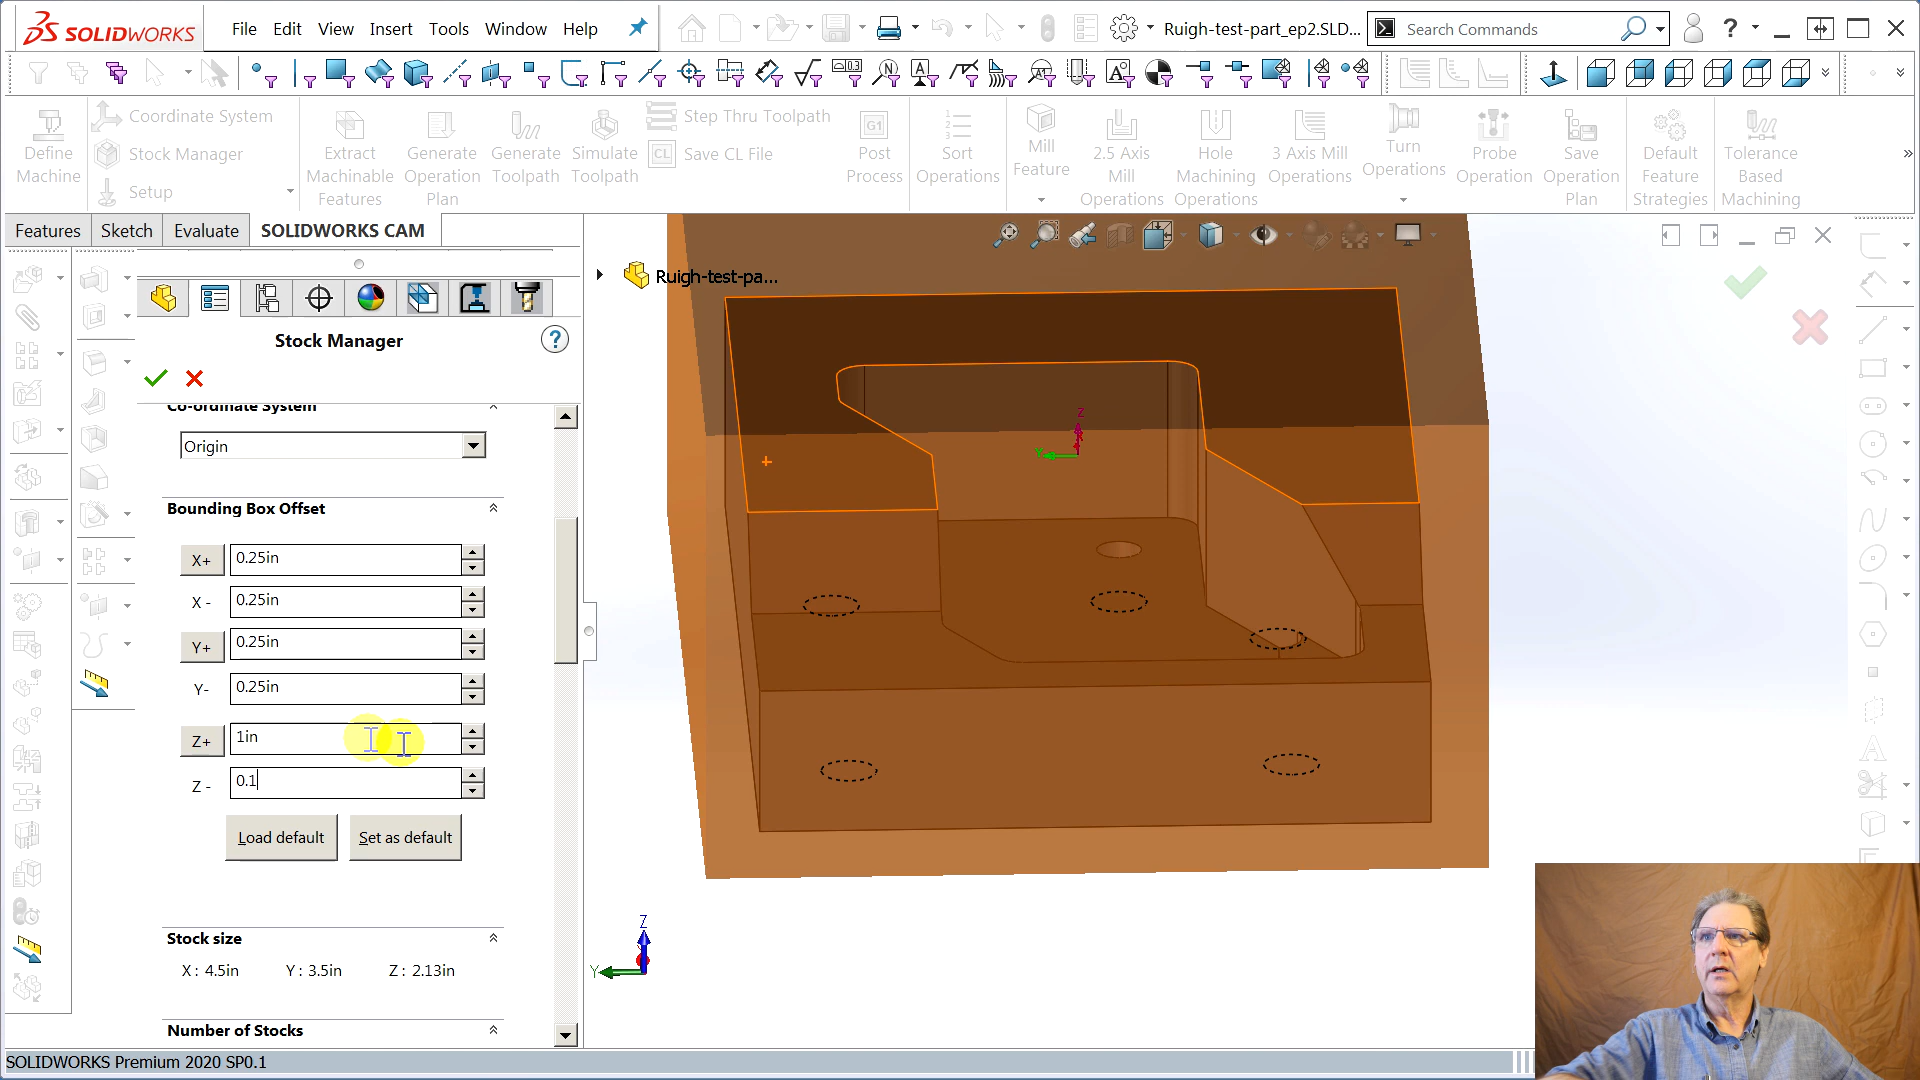 SOLIDWORKS File Edit View Insert Tools Window Help Ruigh-test-part_ep2.SLD... Search Commands ?
Define Machine
Coordinate System
Stock Manager
Setup
Extract Machinable Features
Generate Operation Plan
Generate Toolpath
Simulate Toolpath
Step Thru Toolpath
CL Save CL File
G1 Post Process
Sort Operations
Mill Feature
2.5 Axis Mill Operations
Hole Machining Operations
3 Axis Mill Operations
Turn Operations
Probe Operation
Save Operation Plan
Default Feature Strategies
Tolerance Based Machining
Features Sketch Evaluate SOLIDWORKS CAM
Ruigh-test-pa...
Stock Manager ?
Co-ordinate System
Origin
Bounding Box Offset
X+ 0.25in
X - 0.25in
Y+ 0.25in
Y- 0.25in
Z+ 1in
Z - 0.1
Load default Set as default
Stock size
X : 4.5in Y : 3.5in Z : 2.13in
Number of Stocks
Z
Y
Z
Y
SOLIDWORKS Premium 2020 SP0.1